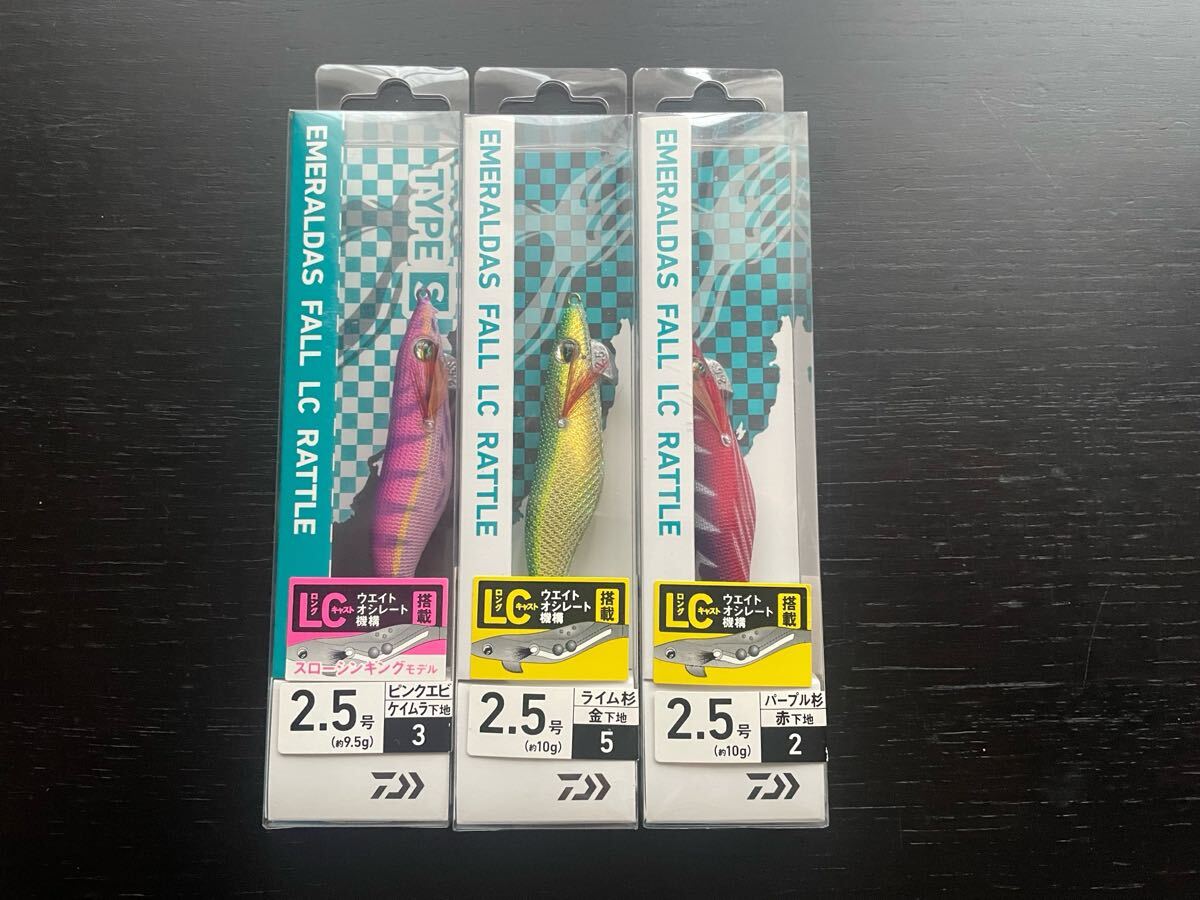 EMERALDAS FALL LC RATTLE
TYPE S
LC
ロング
キャスト
ウエイト
オシレート
機構
搭載
スローシンキングモデル
2.5号
(約9.5g)
ピンクエビ
ケイムラ下地
3
EMERALDAS FALL LC RATTLE
2.5
LC
ロング
キャスト
ウエイト
オシレート
機構
搭載
2.5号
(約10g)
ライム杉
金下地
5
EMERALDAS FALL LC RATTLE
LC
ロング
キャスト
ウエイト
オシレート
機構
搭載
2.5号
(約10g)
パープル杉
赤下地
2